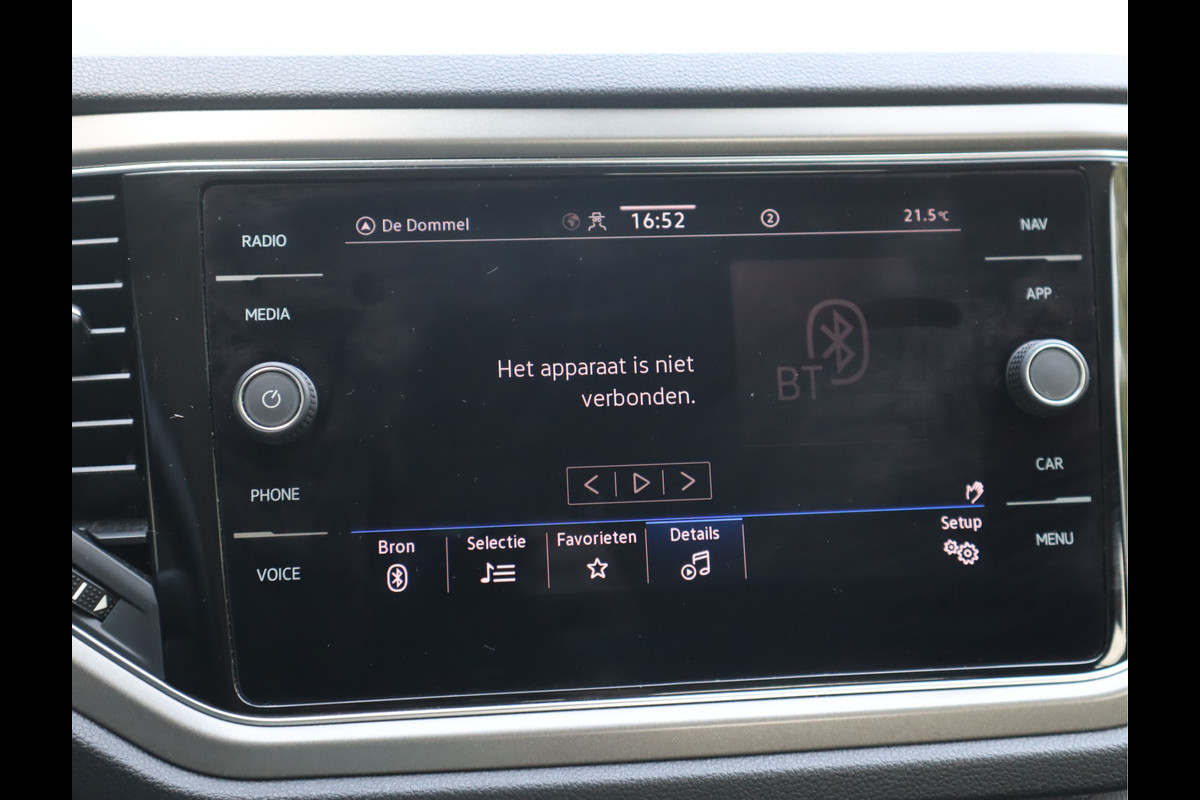 De Dommel
16:52
2
21.5°C
RADIO
MEDIA
PHONE
VOICE
NAV
APP
CAR
MENU
Het apparaat is niet
verbonden.
BT
Bron
Selectie
Favorieten
Details
Setup